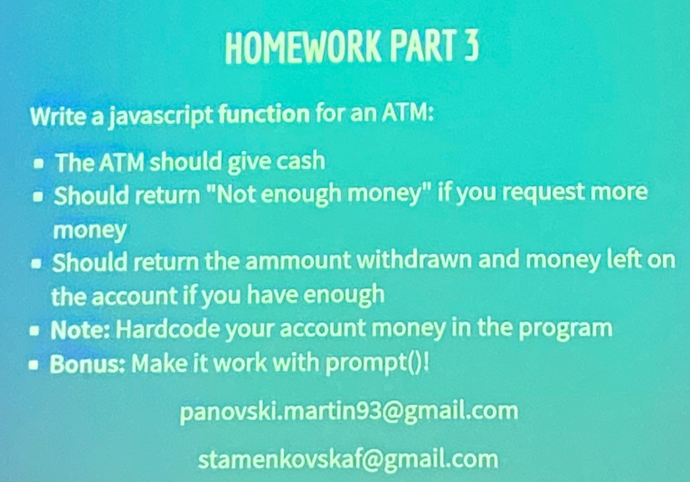 HOMEWORK PART 3
Write a javascript function for an ATM:
▪ The ATM should give cash
▪ Should return "Not enough money" if you request more
money
▪ Should return the ammount withdrawn and money left on
the account if you have enough
▪ Note: Hardcode your account money in the program
▪ Bonus: Make it work with prompt()!
panovski.martin93@gmail.com
stamenkovskaf@gmail.com